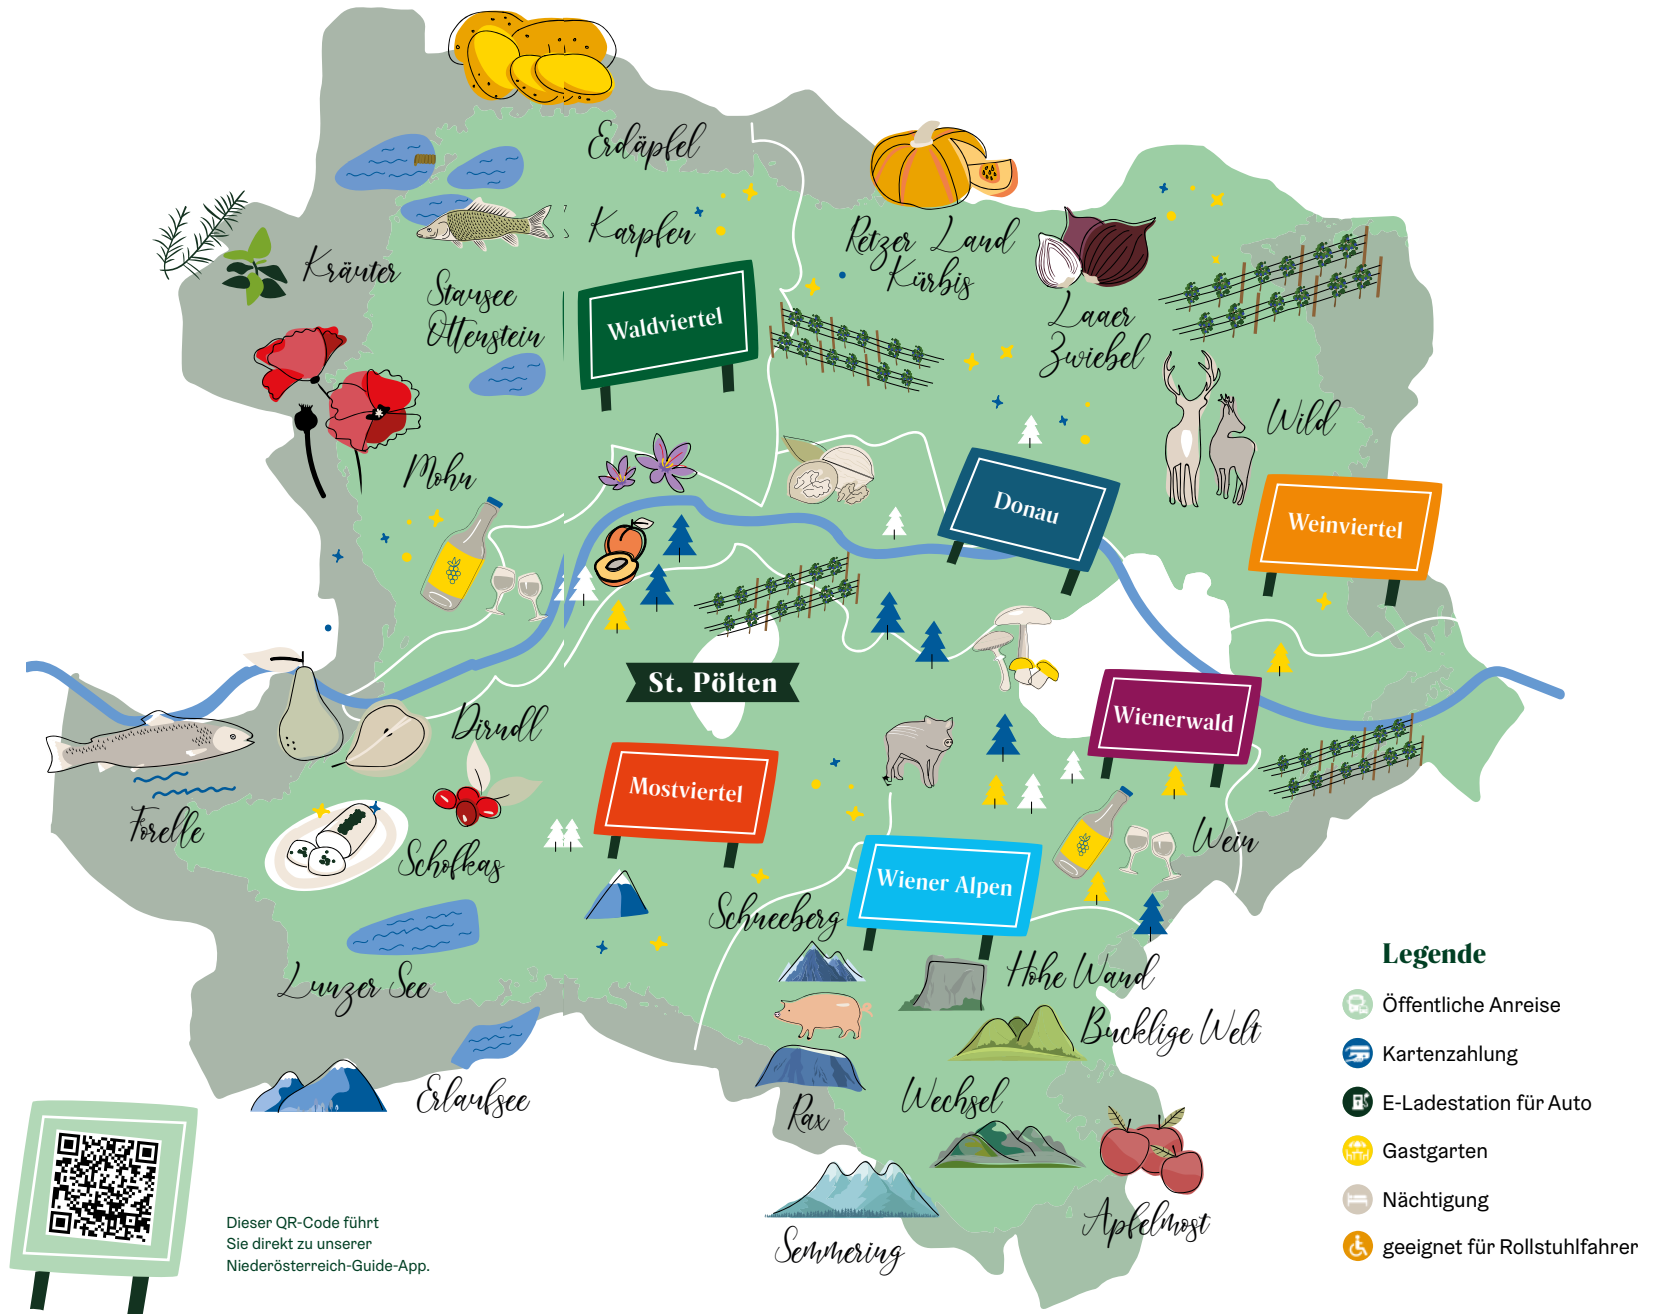 Erdäpfel
Karpfen
Kräuter
Stausee
Ottenstein
Waldviertel
Retzer Land
Kürbis
Laaer
Zwiebel
Wild
Mohn
Donau
Weinviertel
St. Pölten
Dirndl
Wienerwald
Mostviertel
Forelle
Schofkas
Wein
Wiener Alpen
Schneeberg
Lunzer See
Hohe Wand
Bucklige Welt
Erlaufsee
Rax
Wechsel
Apfelmost
Semmering
Legende
Öffentliche Anreise
Kartenzahlung
E-Ladestation für Auto
Gastgarten
Nächtigung
geeignet für Rollstuhlfahrer
Dieser QR-Code führt
Sie direkt zu unserer
Niederösterreich-Guide-App.